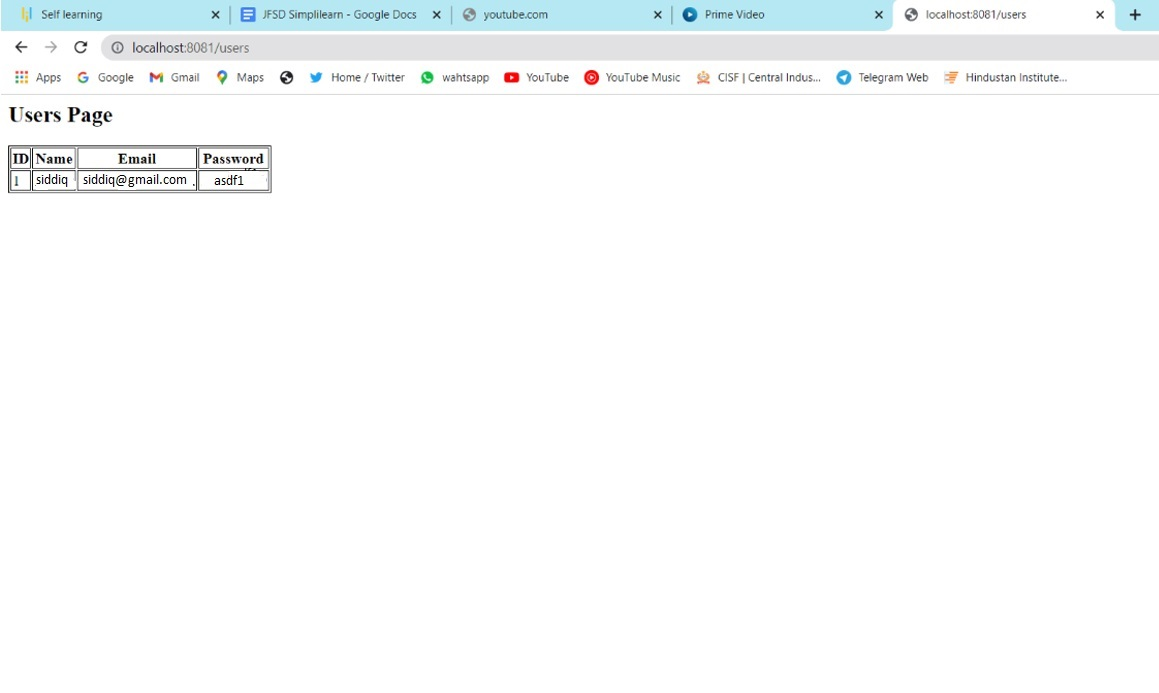 Self learning JFSD Simplilearn - Google Docs youtube.com Prime Video localhost:8081/users
localhost:8081/users
Apps Google Gmail Maps Home / Twitter wahtsapp YouTube YouTube Music CISF | Central Indus... Telegram Web Hindustan Institute...
Users Page
ID Name Email Password
1 siddiq siddiq@gmail.com asdf1